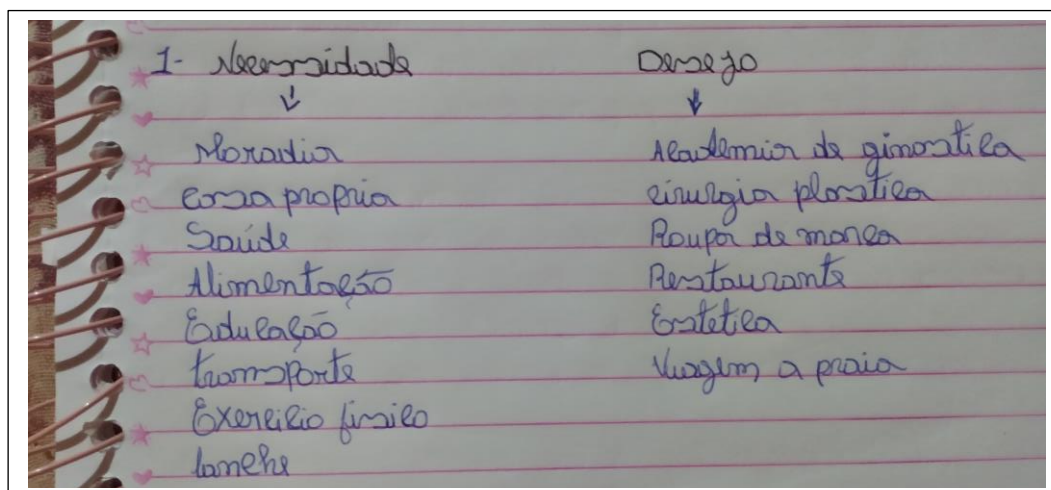 1- Necessidade Desejo
Moradia Academia de ginastica
Casa propria cirurgia plastica
Saúde Roupa de marca
Alimentação Restaurante
Educação Estetica
transporte Viagem a praia
Exercicio fisico
lanche